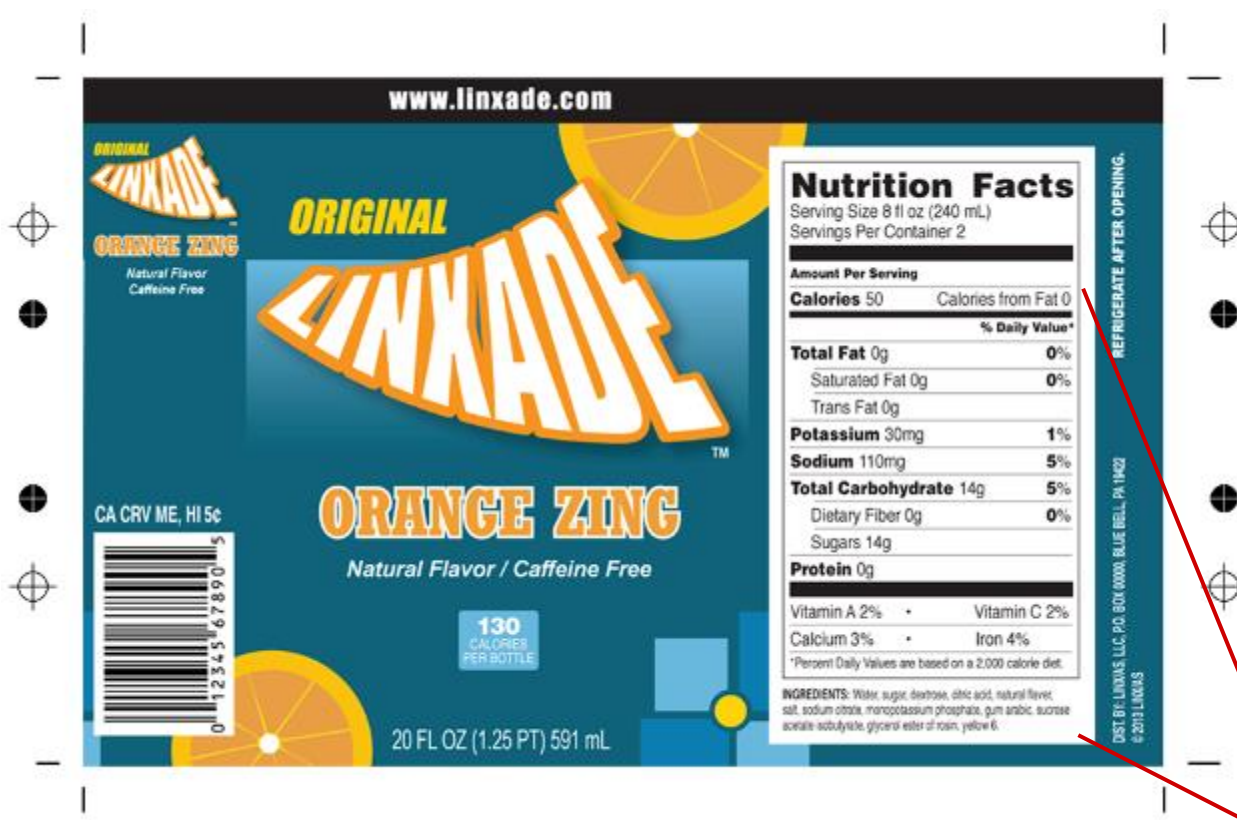 www.linxade.com
ORIGINAL
LINXADE
ORANGE ZING
Natural Flavor
Caffeine Free
CA CRV ME, HI 5¢
0 12345 67890 5
ORIGINAL
LINXADE
TM
ORANGE ZING
Natural Flavor / Caffeine Free
130
CALORIES
PER BOTTLE
20 FL OZ (1.25 PT) 591 mL
Nutrition Facts
Serving Size 8 fl oz (240 mL)
Servings Per Container 2
Amount Per Serving
Calories 50 Calories from Fat 0
% Daily Value*
Total Fat 0g 0%
Saturated Fat 0g 0%
Trans Fat 0g
Potassium 30mg 1%
Sodium 110mg 5%
Total Carbohydrate 14g 5%
Dietary Fiber 0g 0%
Sugars 14g
Protein 0g
Vitamin A 2% • Vitamin C 2%
Calcium 3% • Iron 4%
*Percent Daily Values are based on a 2,000 calorie diet.
INGREDIENTS: Water, sugar, dextrose, citric acid, natural flavor,
salt, sodium citrate, monopotassium phosphate, gum arabic, sucrose
acetate isobutyrate, glycerol ester of rosin, yellow 6.
REFRIGERATE AFTER OPENING.
DIST. BY: LINXIAS, LLC, P.O. BOX 00000, BLUE BELL, PA 19422
© 2013 LINXIAS